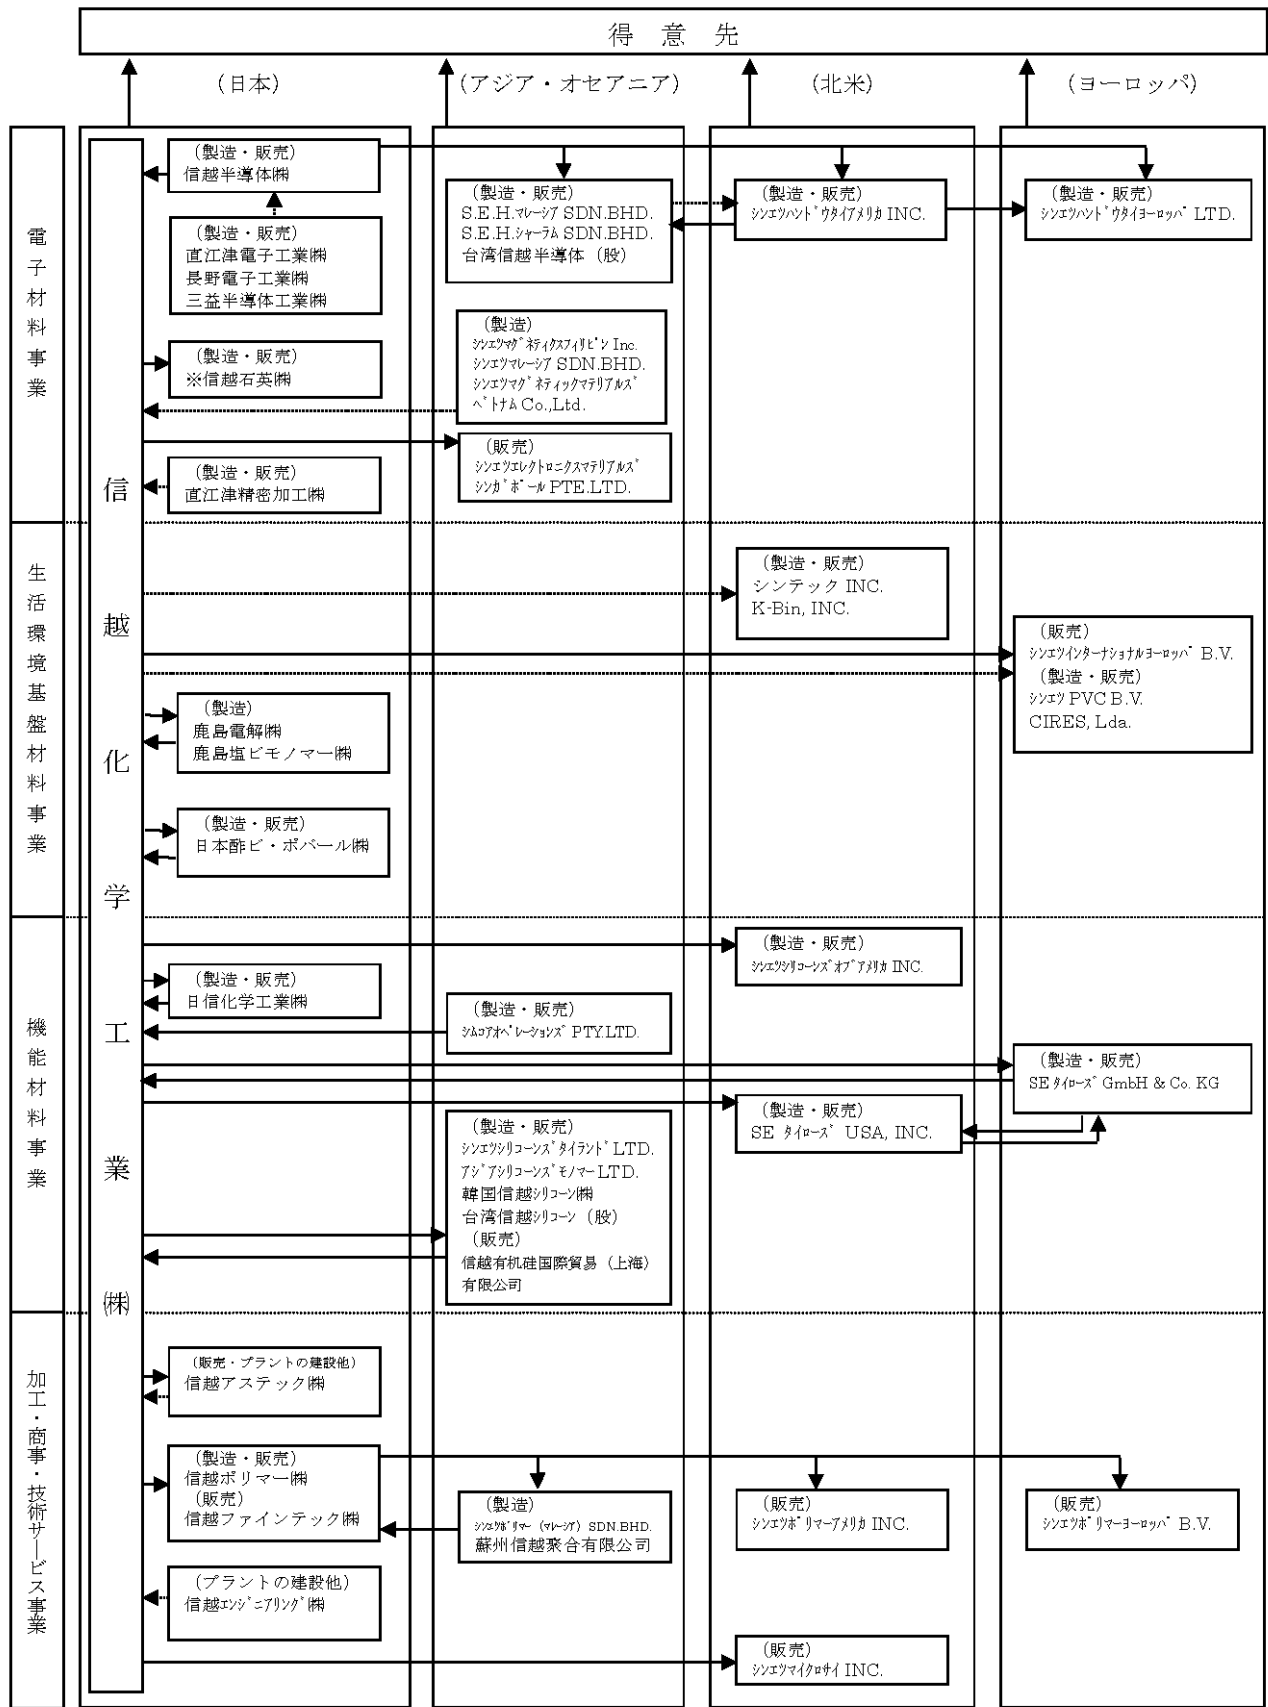 得意先
(日本)
(アジア・オセアニア)
(北米)
(ヨーロッパ)
電子材料事業
生活環境基盤材料事業
機能材料事業
加工・商事・技術サービス事業
信越化学工業㈱
(製造・販売)
信越半導体㈱
(製造・販売)
直江津電子工業㈱
長野電子工業㈱
三益半導体工業㈱
(製造・販売)
※信越石英㈱
(製造・販売)
直江津精密加工㈱
(製造・販売)
S.E.H.ﾏﾚｰｼｱ SDN.BHD.
S.E.H.ｼｬｰﾗﾑ SDN.BHD.
台湾信越半導体（股）
(製造)
ｼﾝｴﾂﾏｸﾞﾈﾃｨｸｽﾌｨﾘﾋﾟﾝ Inc.
ｼﾝｴﾂﾏﾚｰｼｱ SDN.BHD.
ｼﾝｴﾂﾏｸﾞﾈﾃｨｯｸﾏﾃﾘｱﾙｽﾞ
ﾍﾞﾄﾅﾑ Co.,Ltd.
(販売)
ｼﾝｴﾂｴﾚｸﾄﾛﾆｸｽﾏﾃﾘｱﾙｽﾞ
ｼﾝｶﾞﾎﾟｰﾙ PTE.LTD.
(製造・販売)
ｼﾝｴﾂﾊﾝﾄﾞｳﾀｲｱﾒﾘｶ INC.
(製造・販売)
ｼﾝｴﾂﾊﾝﾄﾞｳﾀｲﾖｰﾛｯﾊﾟ LTD.
(製造・販売)
シンテック INC.
K-Bin, INC.
(販売)
ｼﾝｴﾂｲﾝﾀｰﾅｼｮﾅﾙﾖｰﾛｯﾊﾟ B.V.
(製造・販売)
ｼﾝｴﾂ PVC B.V.
CIRES, Lda.
(製造)
鹿島電解㈱
鹿島塩ビモノマー㈱
(製造・販売)
日本酢ビ・ポバール㈱
(製造・販売)
ｼﾝｴﾂｼﾘｺｰﾝｽﾞｵﾌﾞｱﾒﾘｶ INC.
(製造・販売)
日信化学工業㈱
(製造・販売)
ｼﾑｺｱｵﾍﾟﾚｰｼｮﾝｽﾞ PTY.LTD.
(製造・販売)
SE ﾀｲﾛｰｽﾞ GmbH & Co. KG
(製造・販売)
SE ﾀｲﾛｰｽﾞ USA, INC.
(製造・販売)
ｼﾝｴﾂｼﾘｺｰﾝｽﾞﾀｲﾗﾝﾄﾞ LTD.
ｱｼﾞｱｼﾘｺｰﾝｽﾞﾓﾉﾏｰ LTD.
韓国信越ｼﾘｺｰﾝ㈱
台湾信越ｼﾘｺｰﾝ（股）
(販売)
信越有机硅国際貿易（上海）
有限公司
(販売・プラントの建設他)
信越アステック㈱
(製造・販売)
信越ポリマー㈱
(販売)
信越ファインテック㈱
(製造)
ｼﾝｴﾂﾎﾟﾘﾏｰ（ﾏﾚｰｼｱ）SDN.BHD.
蘇州信越聚合有限公司
(販売)
ｼﾝｴﾂﾎﾟﾘﾏｰｱﾒﾘｶ INC.
(販売)
ｼﾝｴﾂﾎﾟﾘﾏｰﾖｰﾛｯﾊﾟ B.V.
(プラントの建設他)
信越ｴﾝｼﾞﾆｱﾘﾝｸﾞ㈱
(販売)
ｼﾝｴﾂﾏｲｸﾛｻｲ INC.